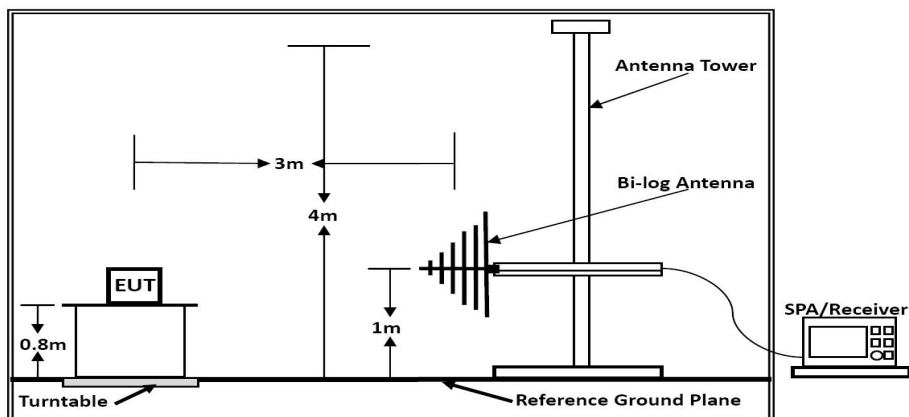 Antenna Tower
3m
Bi-log Antenna
4m
EUT
SPA/Receiver
0.8m
1m
Turntable
Reference Ground Plane